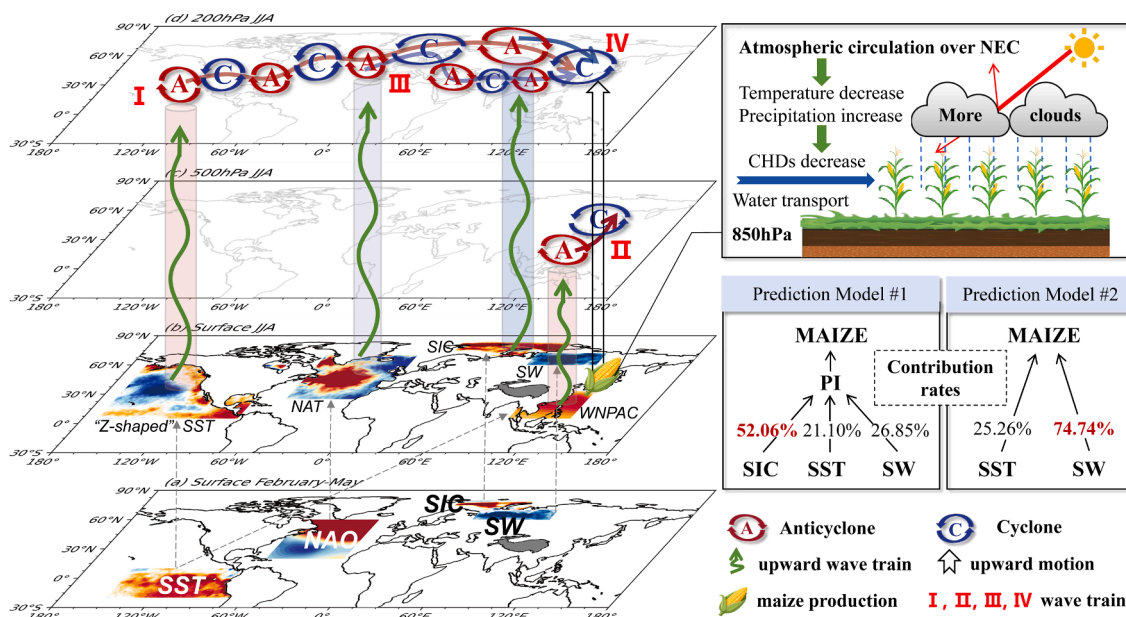 (d) 200hPa JJA
90°N
60°N
30°N
0°
30°S
180°
120°W
60°W
0°
60°E
120°E
180°
I
A
C
A
C
A
III
C
A
A
C
A
C
IV
(c) 500hPa JJA
90°N
60°N
30°N
0°
30°S
180°
120°W
60°W
0°
60°E
120°E
180°
A
C
II
(b) Surface JJA
90°N
60°N
30°N
0°
30°S
180°
120°W
60°W
0°
60°E
120°E
180°
"Z-shaped" SST
NAT
SIC
SW
WNPAC
(a) Surface February-May
90°N
60°N
30°N
0°
30°S
180°
120°W
60°W
0°
60°E
120°E
180°
SST
NAO
SIC
SW
Atmospheric circulation over NEC
Temperature decrease
Precipitation increase
CHDs decrease
Water transport
850hPa
More
clouds
Prediction Model #1
MAIZE
PI
52.06%
21.10%
26.85%
SIC
SST
SW
Contribution
rates
Prediction Model #2
MAIZE
25.26%
74.74%
SST
SW
A Anticyclone
C Cyclone
upward wave train
upward motion
maize production
I , II, III, IV wave train